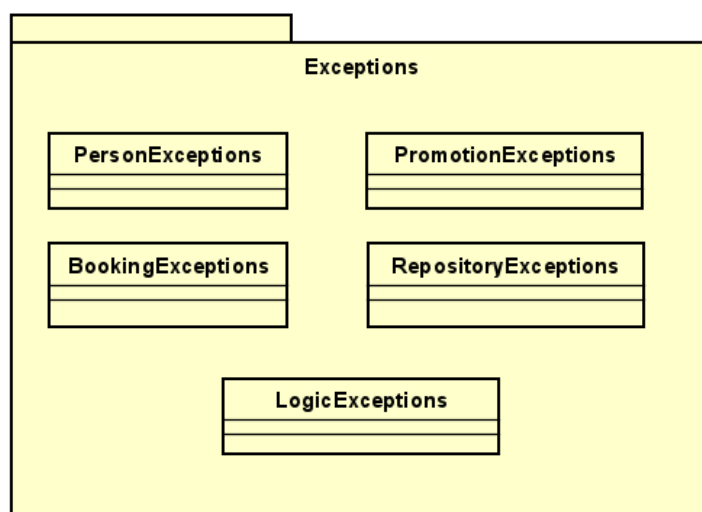 Exceptions
PersonExceptions
PromotionExceptions
BookingExceptions
RepositoryExceptions
LogicExceptions